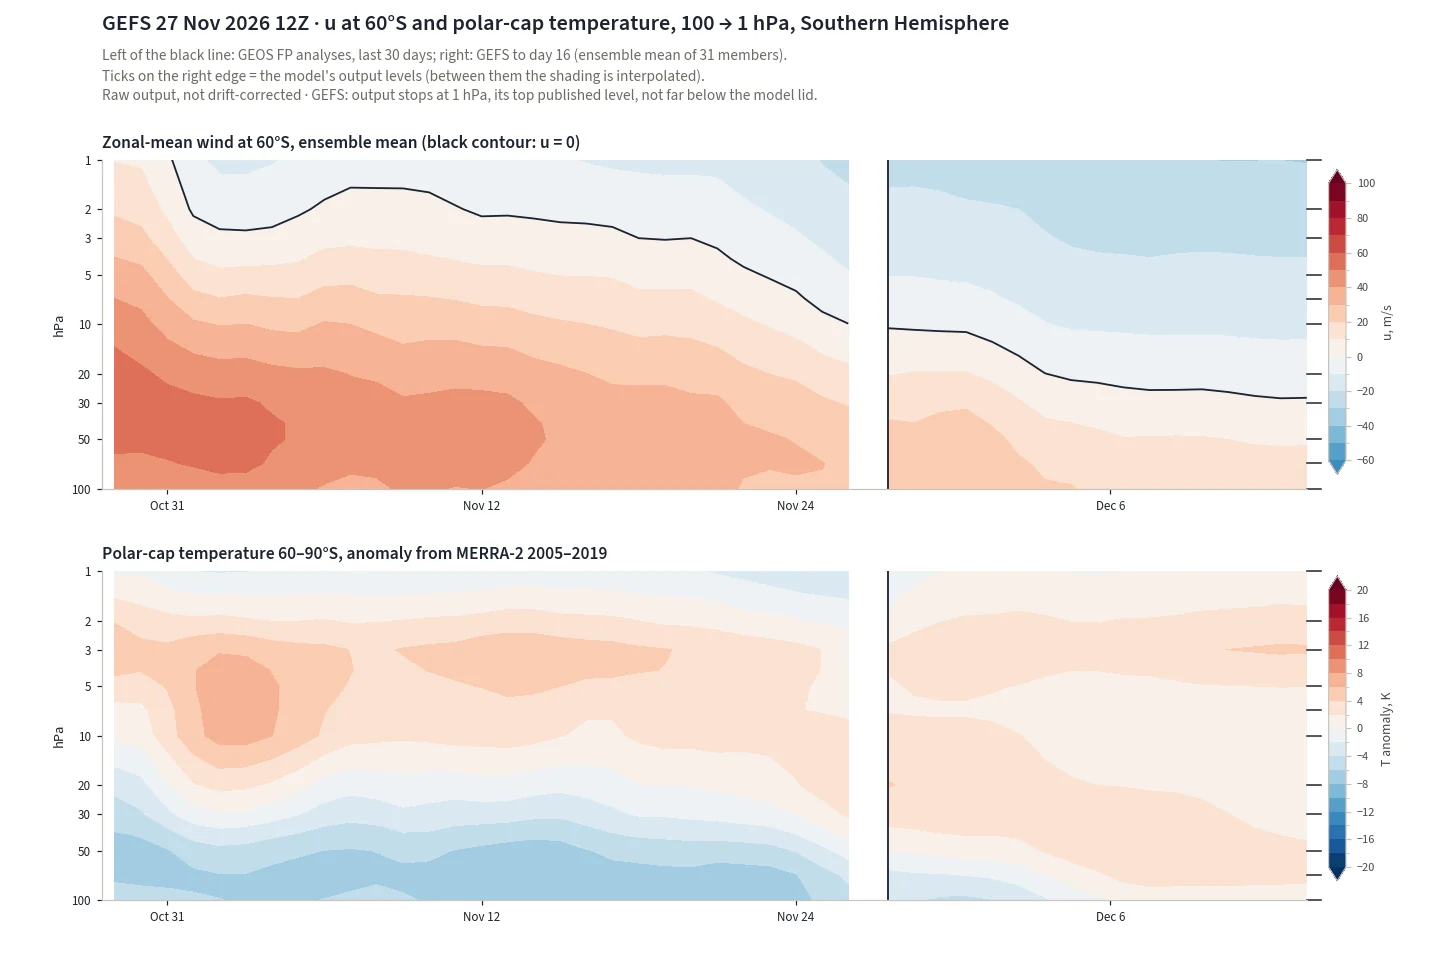 GEFS 27 Nov 2026 12Z · u at 60°S and polar-cap temperature, 100 → 1 hPa, Southern Hemisphere
Left of the black line: GEOS FP analyses, last 30 days; right: GEFS to day 16 (ensemble mean of 31 members).
Ticks on the right edge = the model's output levels (between them the shading is interpolated).
Raw output, not drift-corrected · GEFS: output stops at 1 hPa, its top published level, not far below the model lid.
Zonal-mean wind at 60°S, ensemble mean (black contour: u = 0)
1
2
3
5
10
20
30
50
100
hPa
Oct 31
Nov 12
Nov 24
Dec 6
100
80
60
40
20
0
−20
−40
−60
u, m/s
Polar-cap temperature 60–90°S, anomaly from MERRA-2 2005–2019
1
2
3
5
10
20
30
50
100
hPa
Oct 31
Nov 12
Nov 24
Dec 6
20
16
12
8
4
0
−4
−8
−12
−16
−20
T anomaly, K